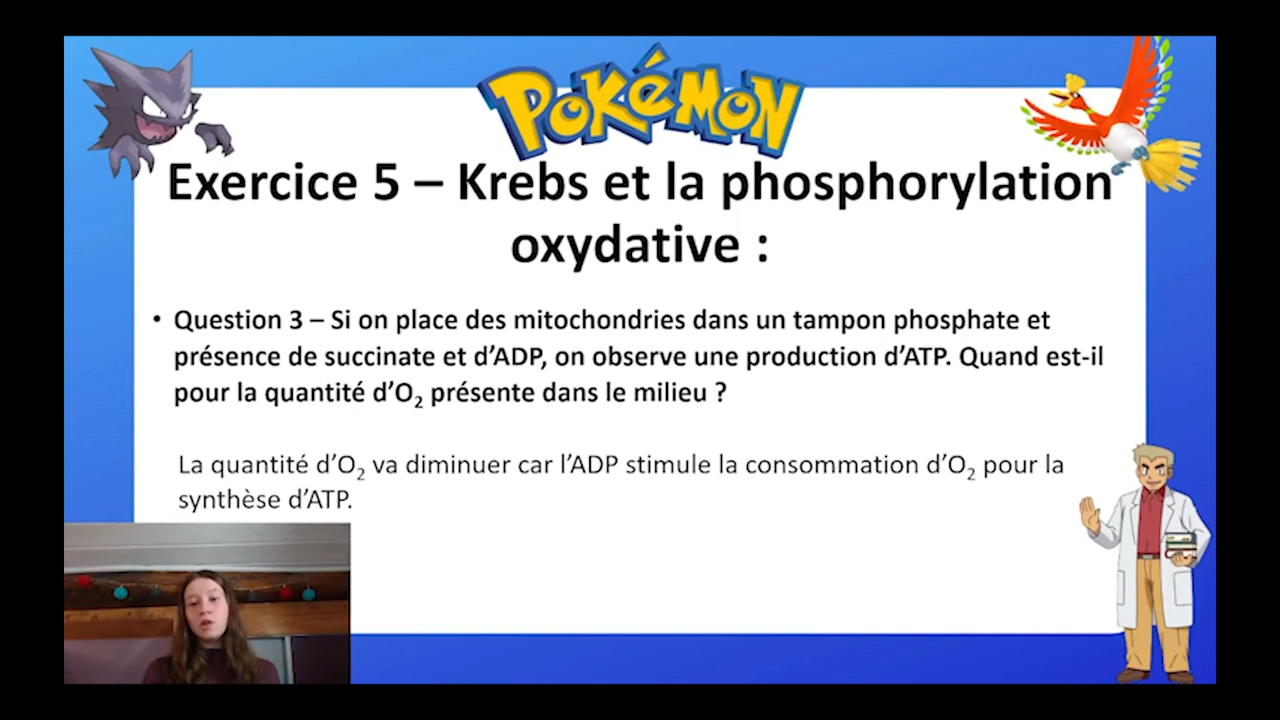 POKéMON
Exercice 5 – Krebs et la phosphorylation
oxydative :
• Question 3 – Si on place des mitochondries dans un tampon phosphate et
présence de succinate et d’ADP, on observe une production d’ATP. Quand est-il
pour la quantité d’O₂ présente dans le milieu ?
La quantité d’O₂ va diminuer car l’ADP stimule la consommation d’O₂ pour la
synthèse d’ATP.